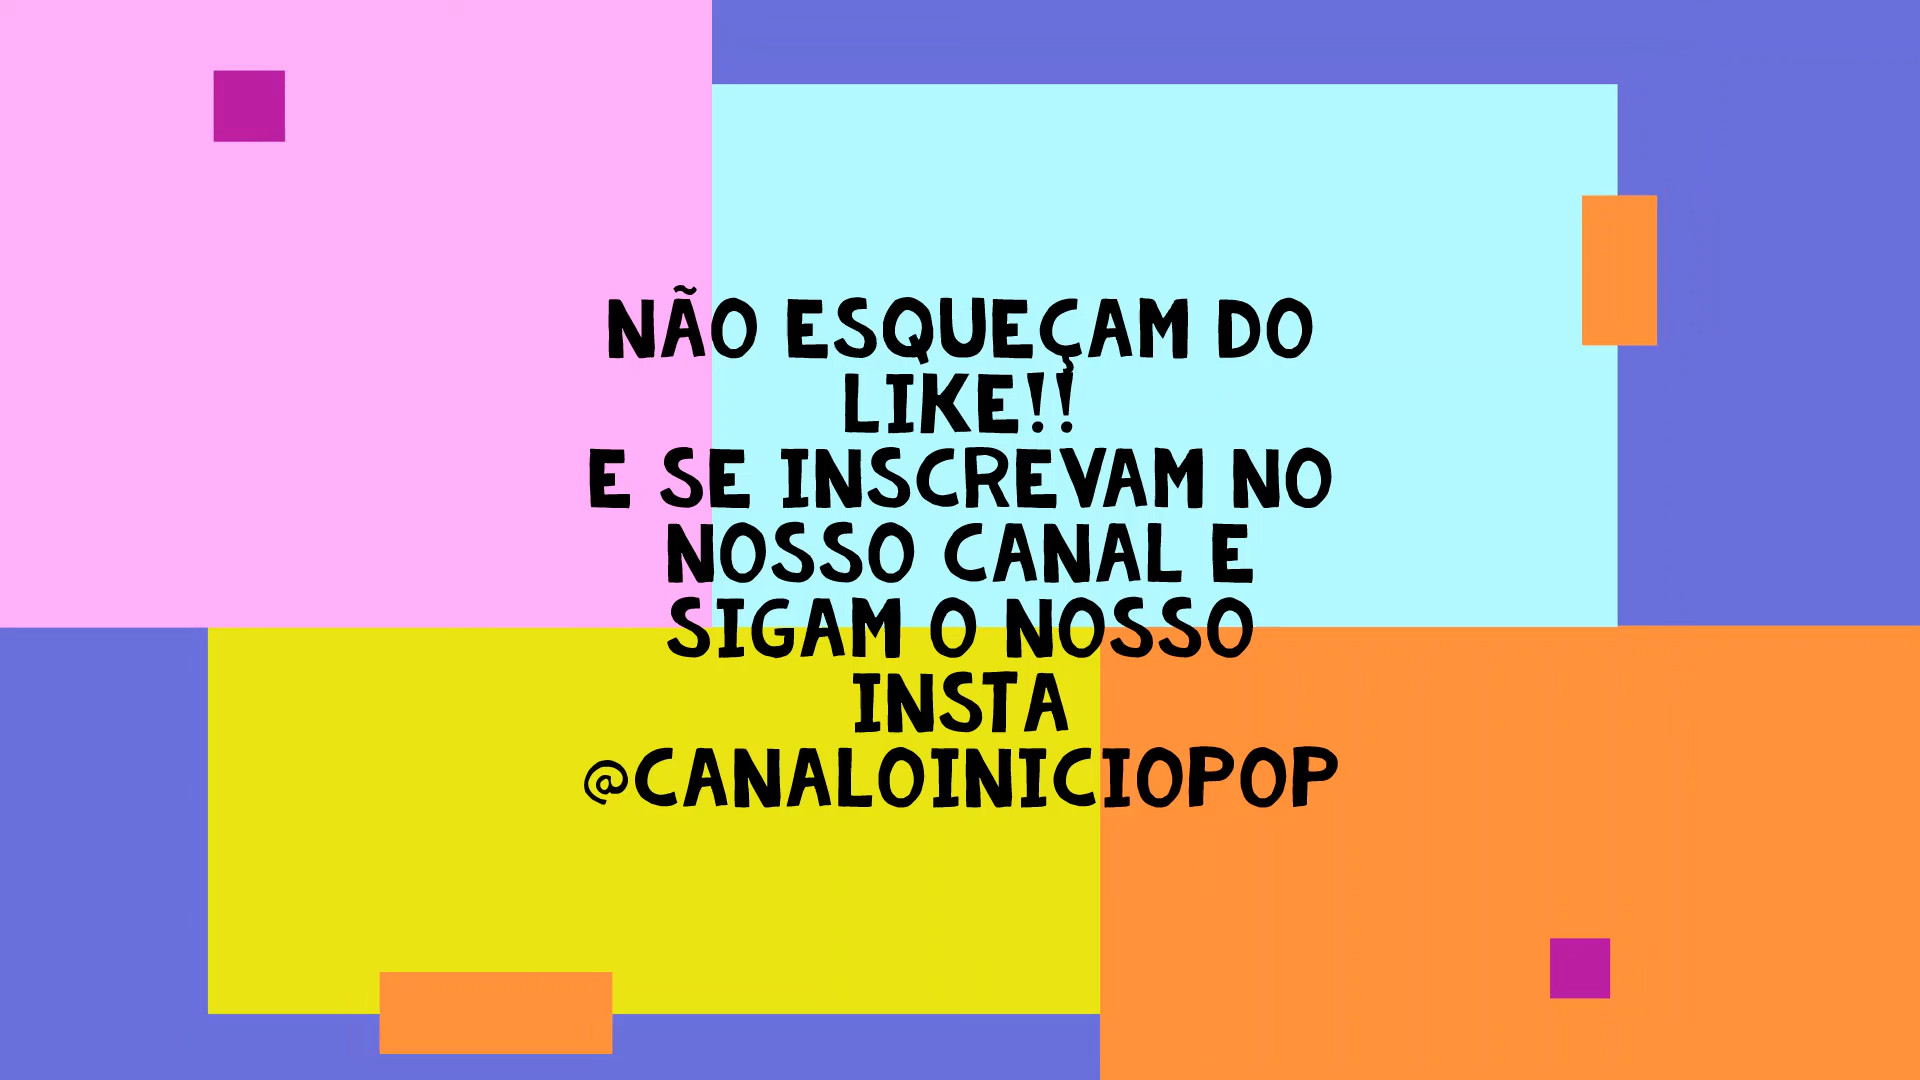 NÃO ESQUEÇAM DO
LIKE!!
E SE INSCREVAM NO
NOSSO CANAL E
SIGAM O NOSSO
INSTA
@CANALOINICIOPOP